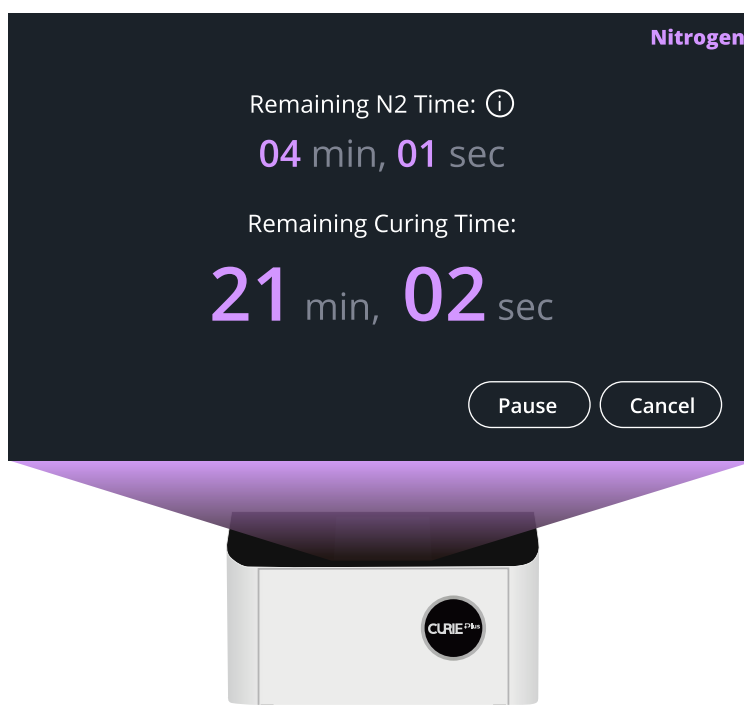 Nitrogen
Remaining N2 Time: i
04 min, 01 sec
Remaining Curing Time:
21 min, 02 sec
Pause Cancel
CURIE Plus